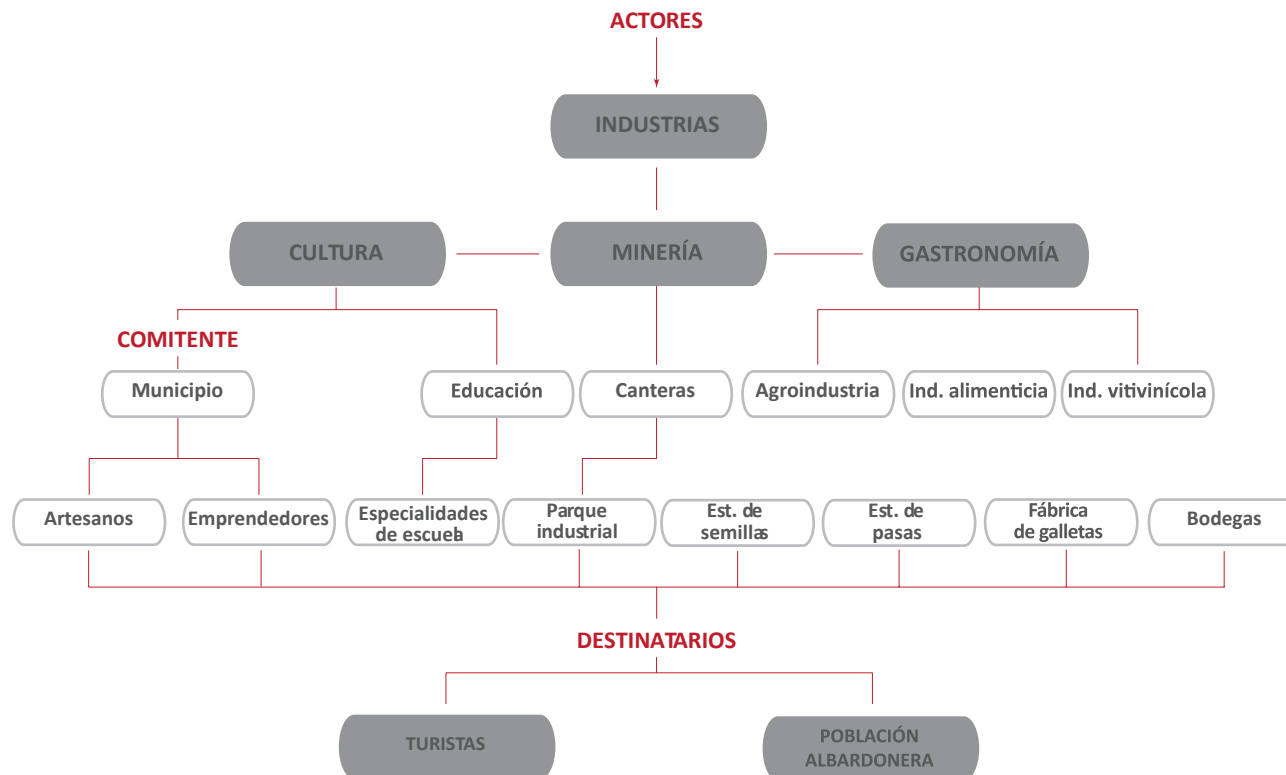 ACTORES
INDUSTRIAS
CULTURA
MINERÍA
GASTRONOMÍA
COMITENTE
Municipio
Educación
Canteras
Agroindustria
Ind. alimenticia
Ind. vitivinícola
Artesanos
Emprendedores
Especialidades
de escuela
Parque
industrial
Est. de
semillas
Est. de
pasas
Fábrica
de galletas
Bodegas
DESTINATARIOS
TURISTAS
POBLACIÓN
ALBARDONERA